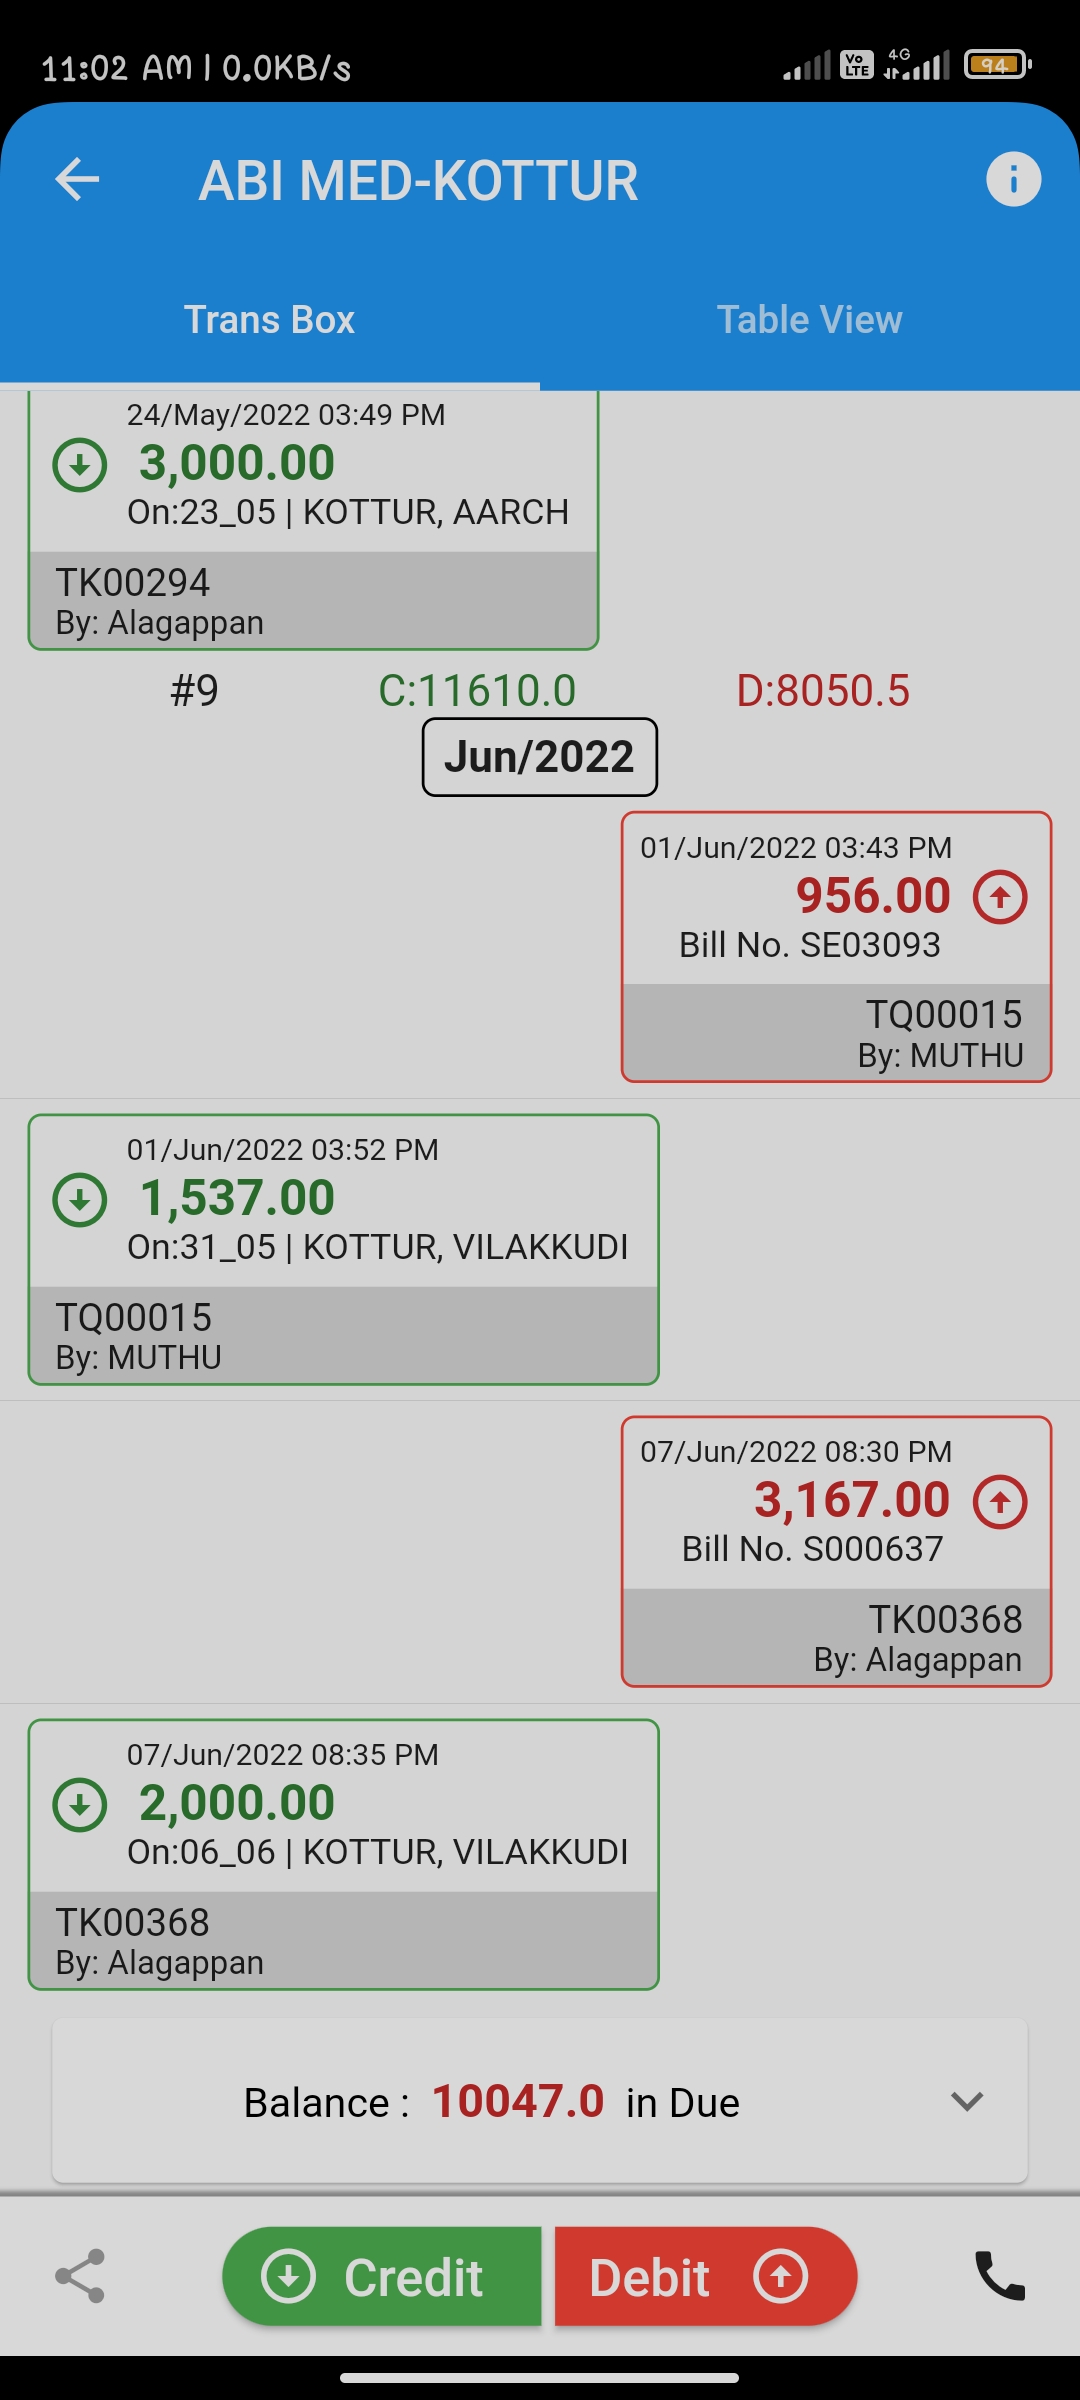 11:02 AM | 0.0KB/s
Vo LTE 4G 94
ABI MED-KOTTUR
Trans Box Table View
24/May/2022 03:49 PM
3,000.00
On:23_05 | KOTTUR, AARCH
TK00294
By: Alagappan
#9 C:11610.0 D:8050.5
Jun/2022
01/Jun/2022 03:43 PM
956.00
Bill No. SE03093
TQ00015
By: MUTHU
01/Jun/2022 03:52 PM
1,537.00
On:31_05 | KOTTUR, VILAKKUDI
TQ00015
By: MUTHU
07/Jun/2022 08:30 PM
3,167.00
Bill No. S000637
TK00368
By: Alagappan
07/Jun/2022 08:35 PM
2,000.00
On:06_06 | KOTTUR, VILAKKUDI
TK00368
By: Alagappan
Balance : 10047.0 in Due
Credit Debit